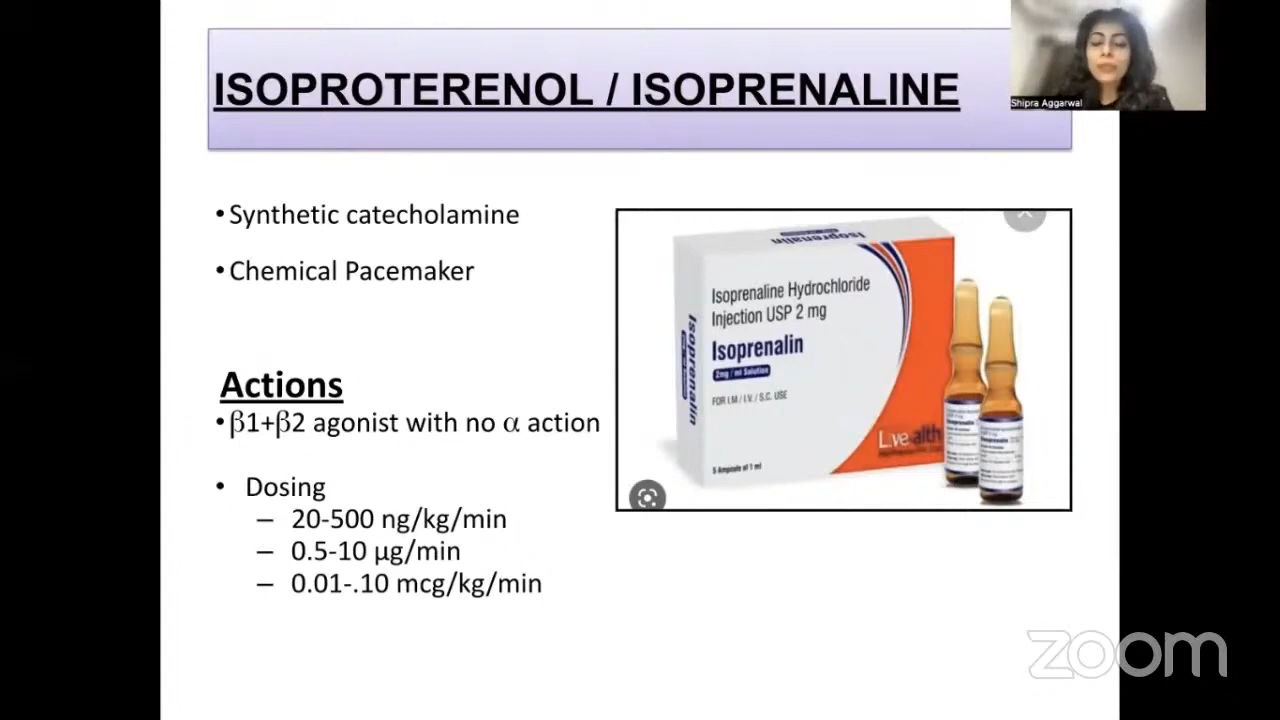 ISOPROTERENOL / ISOPRENALINE
Shipra Aggarwal
• Synthetic catecholamine
• Chemical Pacemaker
Isoprenalin
Isoprenaline Hydrochloride
Injection USP 2 mg
Isoprenalin
2mg / ml Solution
FOR I.M / I.V. / S.C. USE
5 Ampoule of 1 ml
Isoprenalin
Actions
• β1+β2 agonist with no α action
• Dosing
– 20-500 ng/kg/min
– 0.5-10 μg/min
– 0.01-.10 mcg/kg/min
zoom